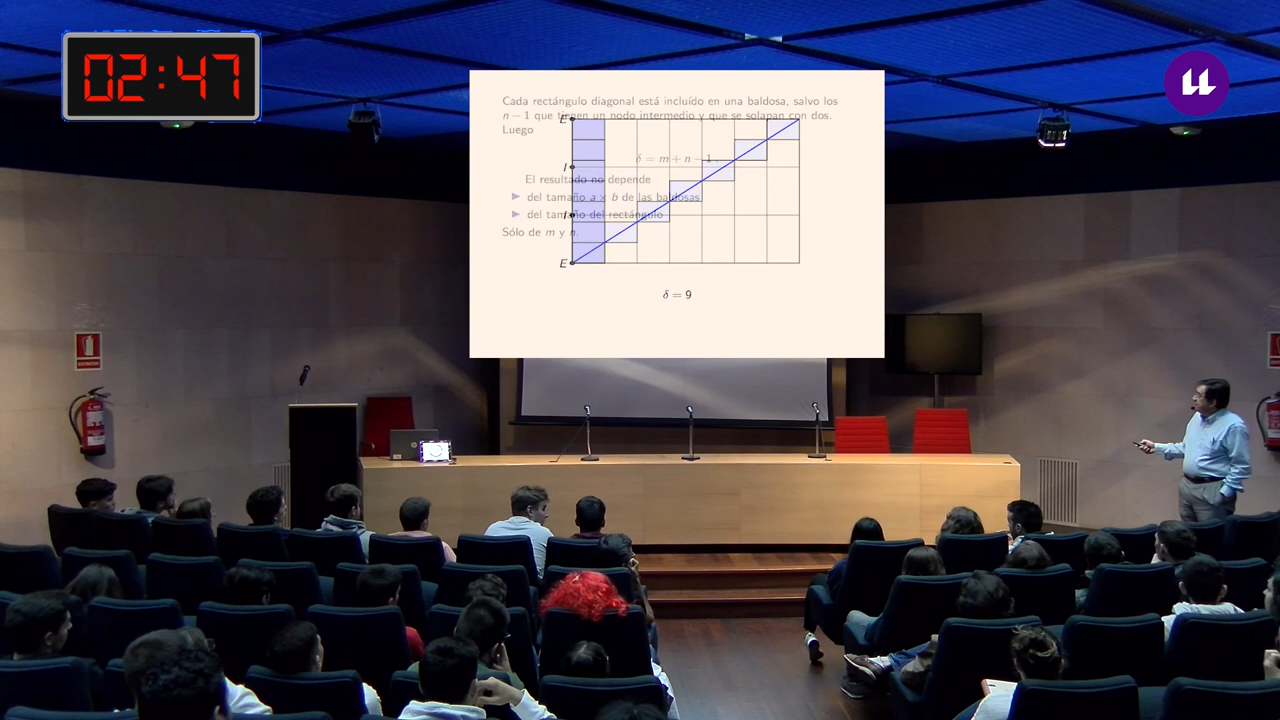 02:47
Cada rectángulo diagonal está incluído en una baldosa, salvo los
n − 1 que tienen un nodo intermedio y que se solapan con dos.
Luego
E
δ = m + n − 1 .
I
El resultado no depende
▶ del tamaño a × b de las baldosas
▶ del tamaño del rectángulo
I
Sólo de m y n.
E
δ = 9